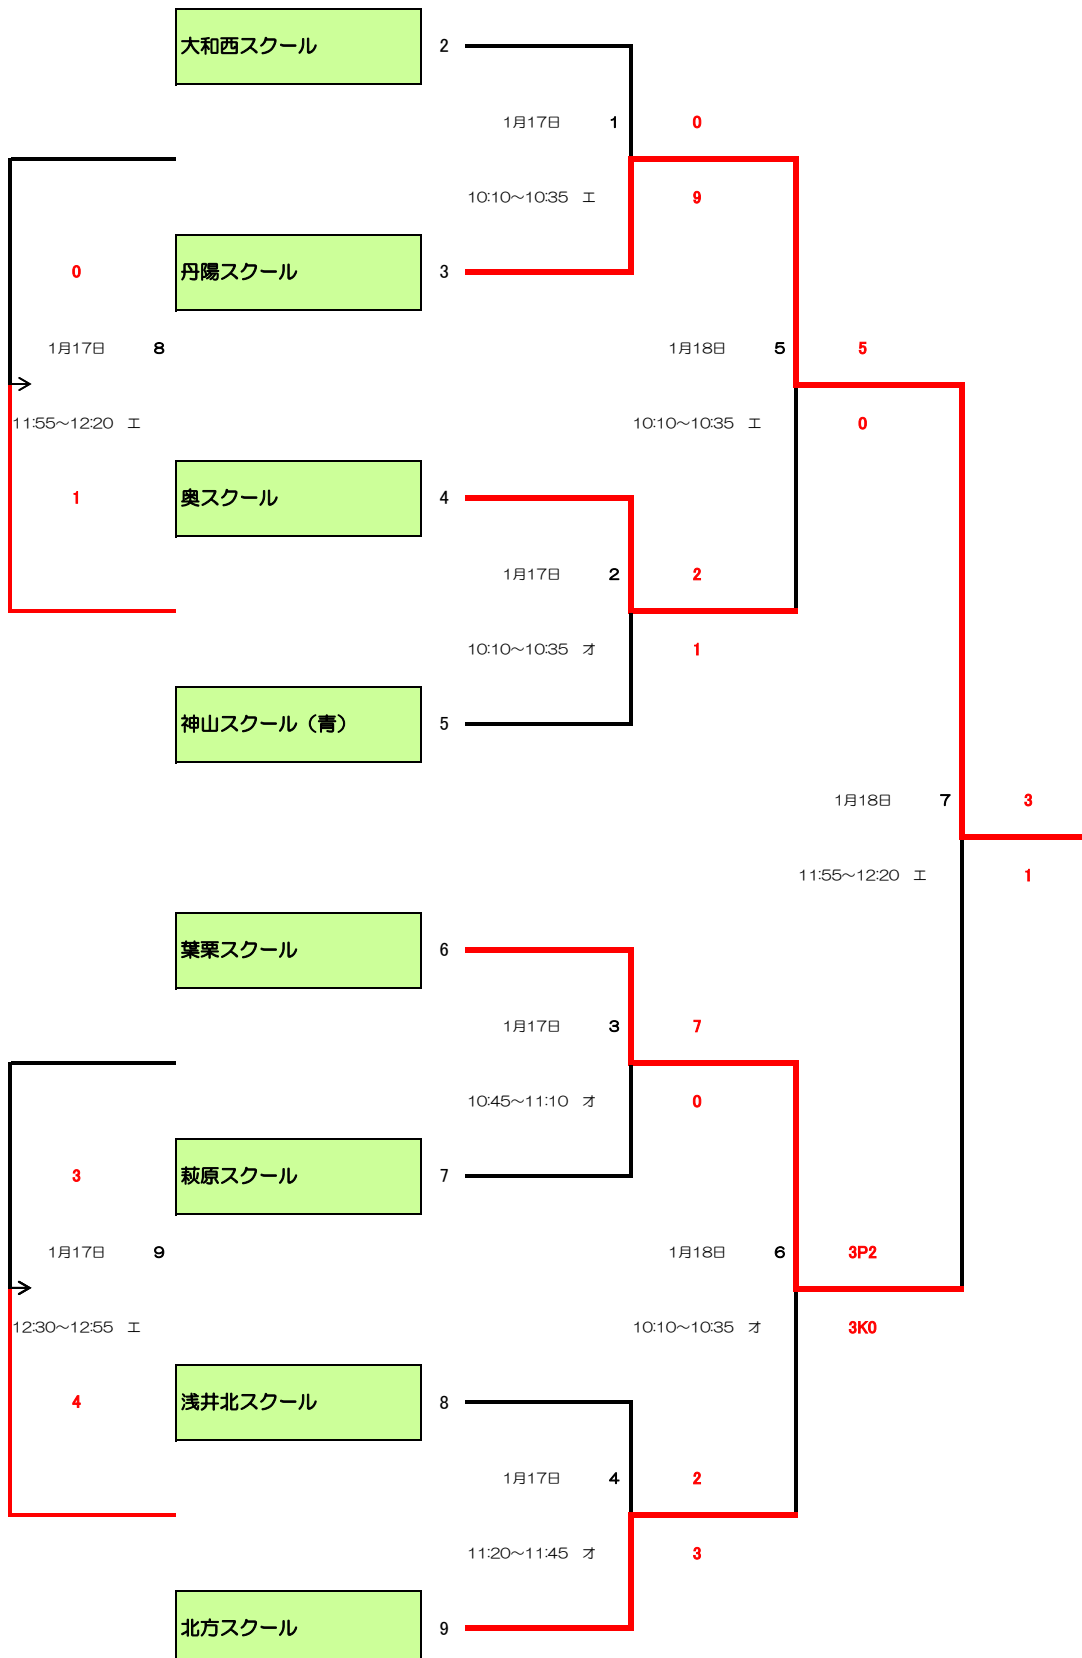 大和西スクール 2
1月17日 1 0
10:10～10:35 エ 9
0 丹陽スクール 3
1月17日 8 1月18日 5 5
11:55～12:20 エ 10:10～10:35 エ 0
1 奥スクール 4
1月17日 2 2
10:10～10:35 オ 1
神山スクール（青） 5
1月18日 7 3
11:55～12:20 エ 1
葉栗スクール 6
1月17日 3 7
10:45～11:10 オ 0
3 萩原スクール 7
1月17日 9 1月18日 6 3P2
12:30～12:55 エ 10:10～10:35 オ 3K0
4 浅井北スクール 8
1月17日 4 2
11:20～11:45 オ 3
北方スクール 9